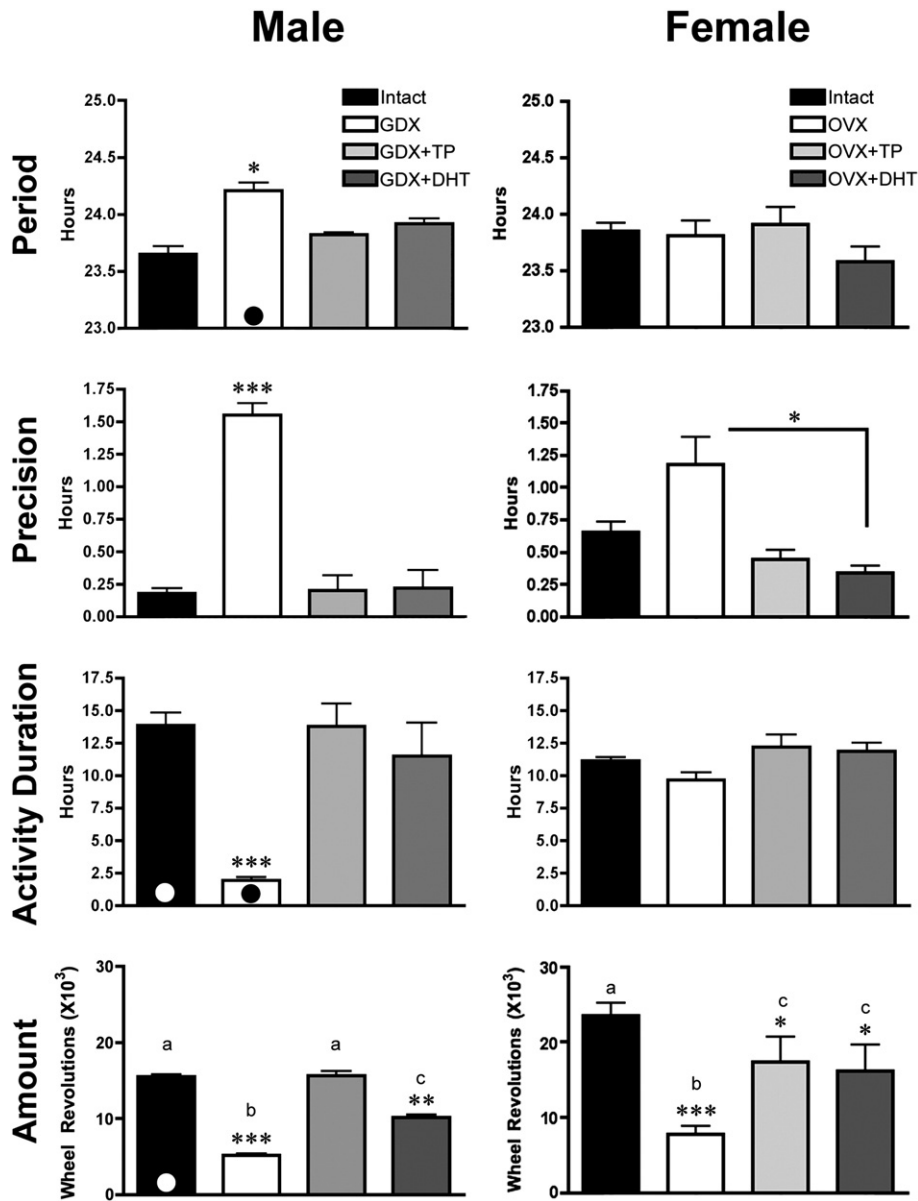 Male Female
Intact
GDX
GDX+TP
GDX+DHT
Intact
OVX
OVX+TP
OVX+DHT
Period
Hours
25.0
24.5
24.0
23.5
23.0
*
Hours
25.0
24.5
24.0
23.5
23.0
Precision
Hours
1.75
1.50
1.25
1.00
0.75
0.50
0.25
0.00
***
Hours
1.75
1.50
1.25
1.00
0.75
0.50
0.25
0.00
*
Activity Duration
Hours
17.5
15.0
12.5
10.0
7.5
5.0
2.5
0.0
***
Hours
17.5
15.0
12.5
10.0
7.5
5.0
2.5
0.0
Amount
Wheel Revolutions (X10³)
30
20
10
0
a
b
***
a
c
**
Wheel Revolutions (X10³)
30
20
10
0
a
b
***
c
*
c
*